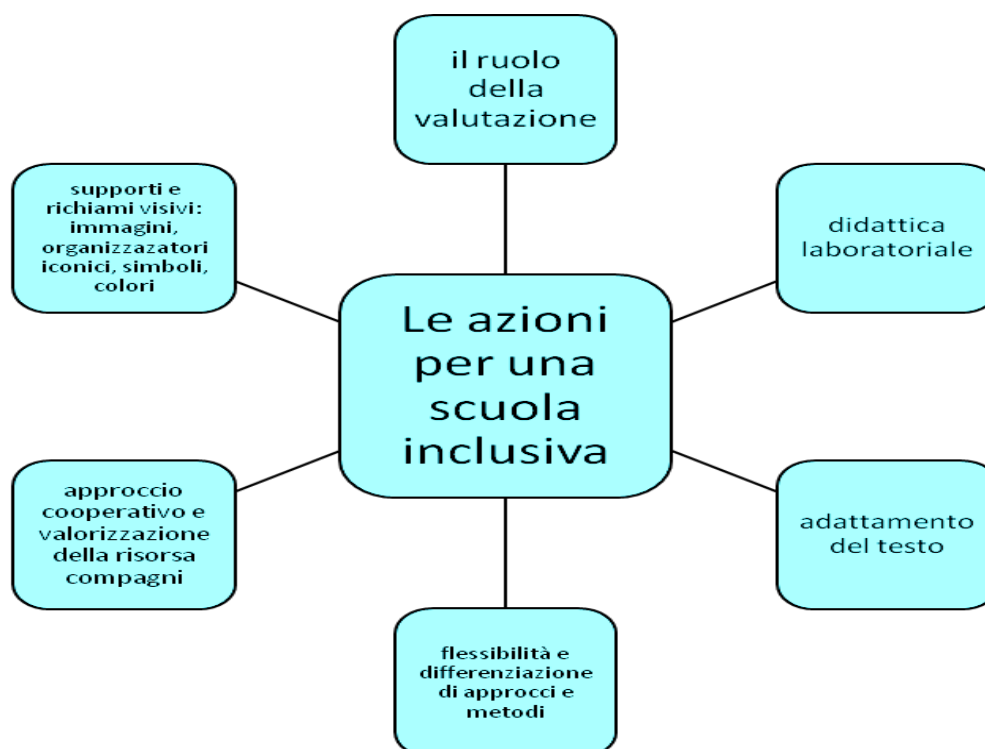 il ruolo
della
valutazione
supporti e
richiami visivi:
immagini,
organizzazatori
iconici, simboli,
colori
didattica
laboratoriale
Le azioni
per una
scuola
inclusiva
approccio
cooperativo e
valorizzazione
della risorsa
compagni
adattamento
del testo
flessibilità e
differenziazione
di approcci e
metodi